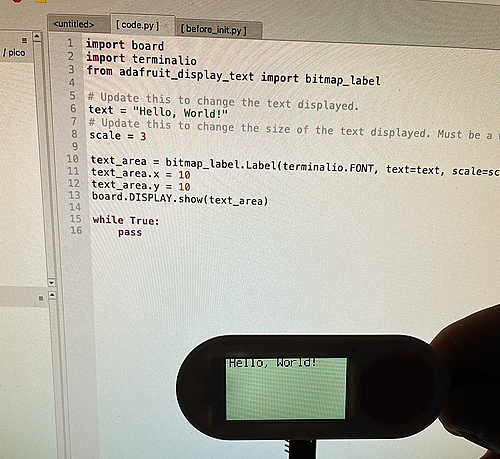 <untitled>
[ code.py ]
[ before_init.py ]
/ pico
1 import board
2 import terminalio
3 from adafruit_display_text import bitmap_label
4
5 # Update this to change the text displayed.
6 text = "Hello, World!"
7 # Update this to change the size of the text displayed. Must be a
8 scale = 3
9
10 text_area = bitmap_label.Label(terminalio.FONT, text=text, scale=sc
11 text_area.x = 10
12 text_area.y = 10
13 board.DISPLAY.show(text_area)
14
15 while True:
16 pass
Hello, World!